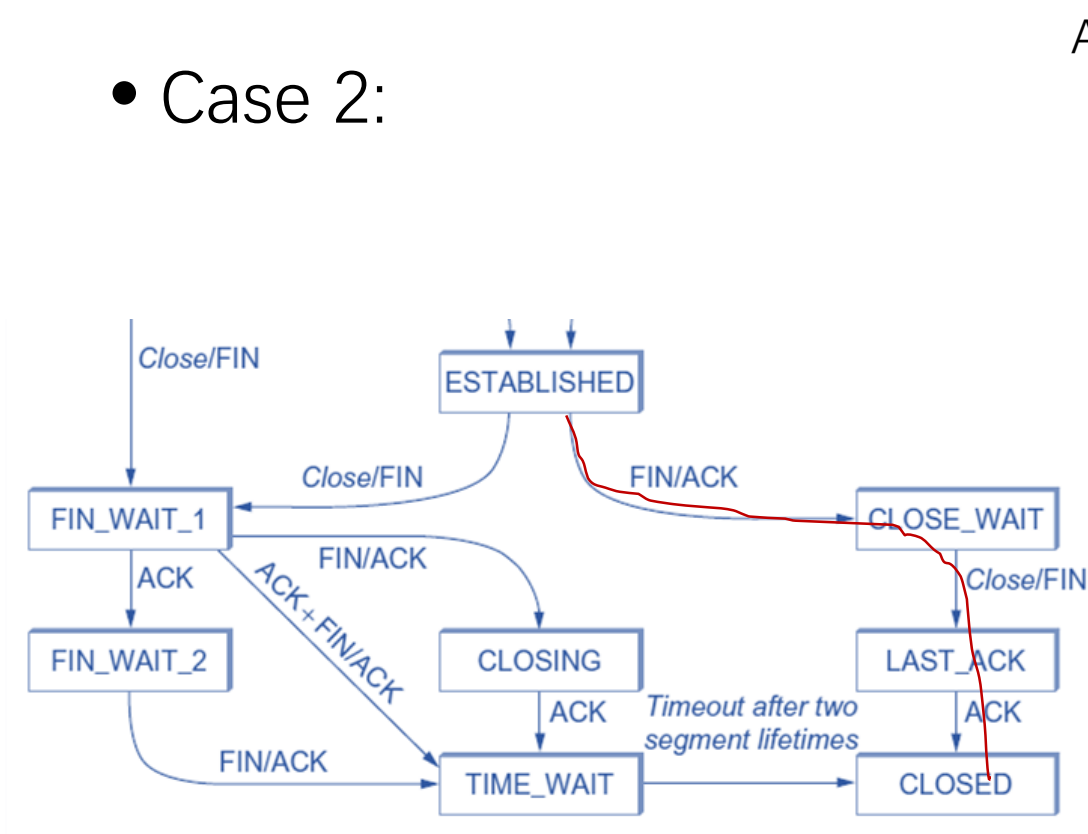 A
• Case 2:
Close/FIN
ESTABLISHED
Close/FIN
FIN/ACK
FIN_WAIT_1
CLOSE_WAIT
FIN/ACK
ACK
ACK + FIN/ACK
Close/FIN
FIN_WAIT_2
CLOSING
LAST_ACK
ACK
Timeout after two
segment lifetimes
ACK
FIN/ACK
TIME_WAIT
CLOSED